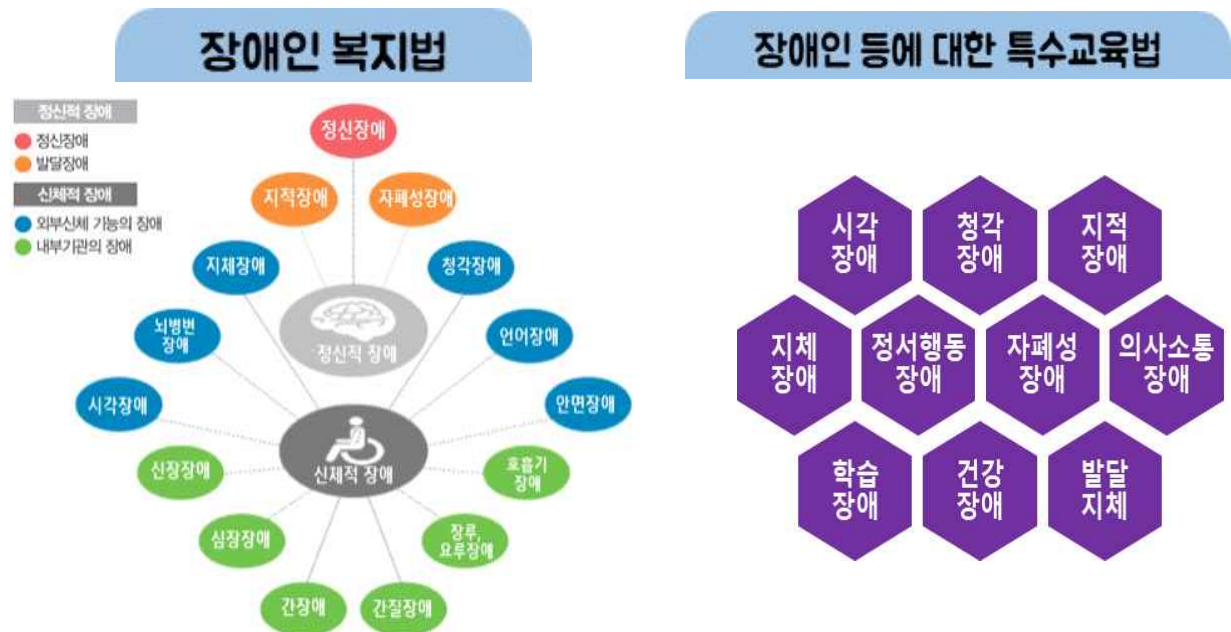 장애인 복지법
정신적 장애
정신장애
발달장애
신체적 장애
외부신체 기능의 장애
내부기관의 장애
정신장애
지적장애
자폐성장애
지체장애
청각장애
뇌병변
장애
정신적 장애
언어장애
시각장애
안면장애
신체적 장애
신장장애
호흡기
장애
심장장애
장루,
요루장애
간장애
간질장애
장애인 등에 대한 특수교육법
시각
장애
청각
장애
지적
장애
지체
장애
정서행동
장애
자폐성
장애
의사소통
장애
학습
장애
건강
장애
발달
지체